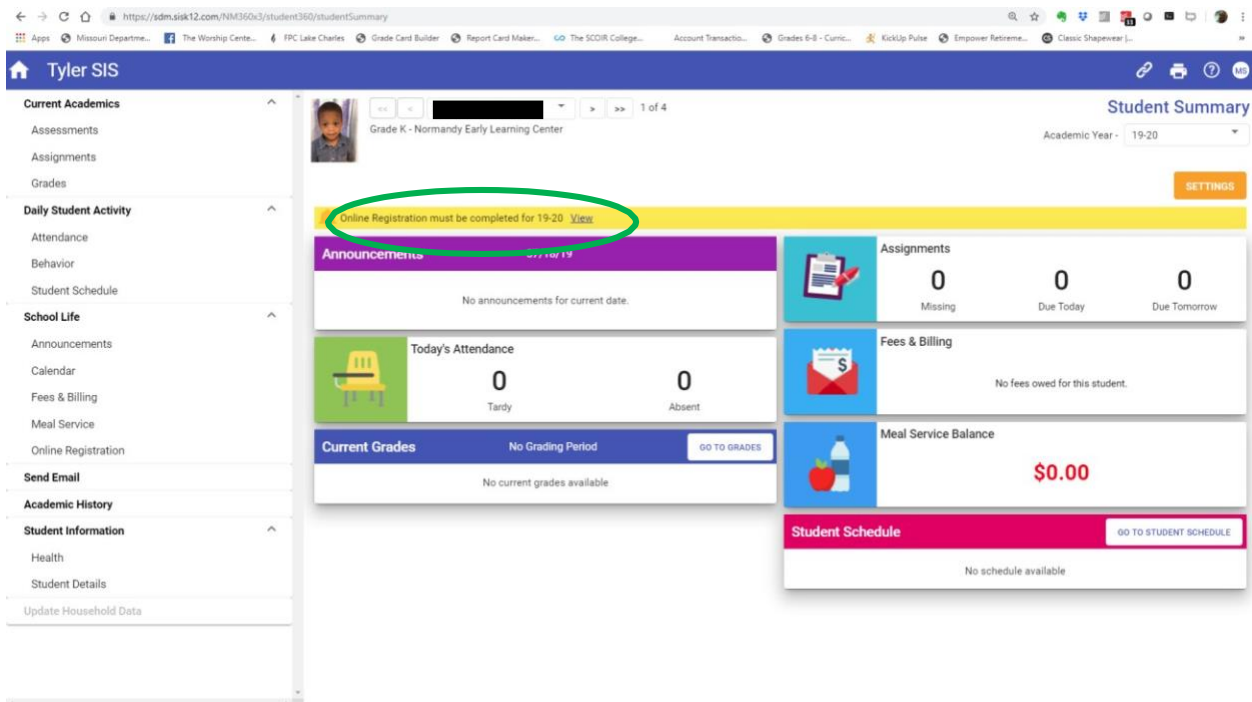 https://sdm.sisk12.com/NM360x3/student360/studentSummary
Apps Missouri Departme... The Worship Cente... FPC Lake Charles Grade Card Builder Report Card Maker... The SCOIR College... Account Transactio... Grades 6-8 - Curric... KickUp Pulse Empower Retireme... Classic Shapewear |... »
Tyler SIS
MS
Current Academics
Assessments
Assignments
Grades
Daily Student Activity
Attendance
Behavior
Student Schedule
School Life
Announcements
Calendar
Fees & Billing
Meal Service
Online Registration
Send Email
Academic History
Student Information
Health
Student Details
Update Household Data
<< < > >> 1 of 4
Grade K - Normandy Early Learning Center
Student Summary
Academic Year - 19-20
SETTINGS
Online Registration must be completed for 19-20 View
Announcements
No announcements for current date.
Today's Attendance
0 0
Tardy Absent
Current Grades No Grading Period GO TO GRADES
No current grades available
Assignments
0 0 0
Missing Due Today Due Tomorrow
Fees & Billing
$
No fees owed for this student.
Meal Service Balance
$0.00
Student Schedule GO TO STUDENT SCHEDULE
No schedule available